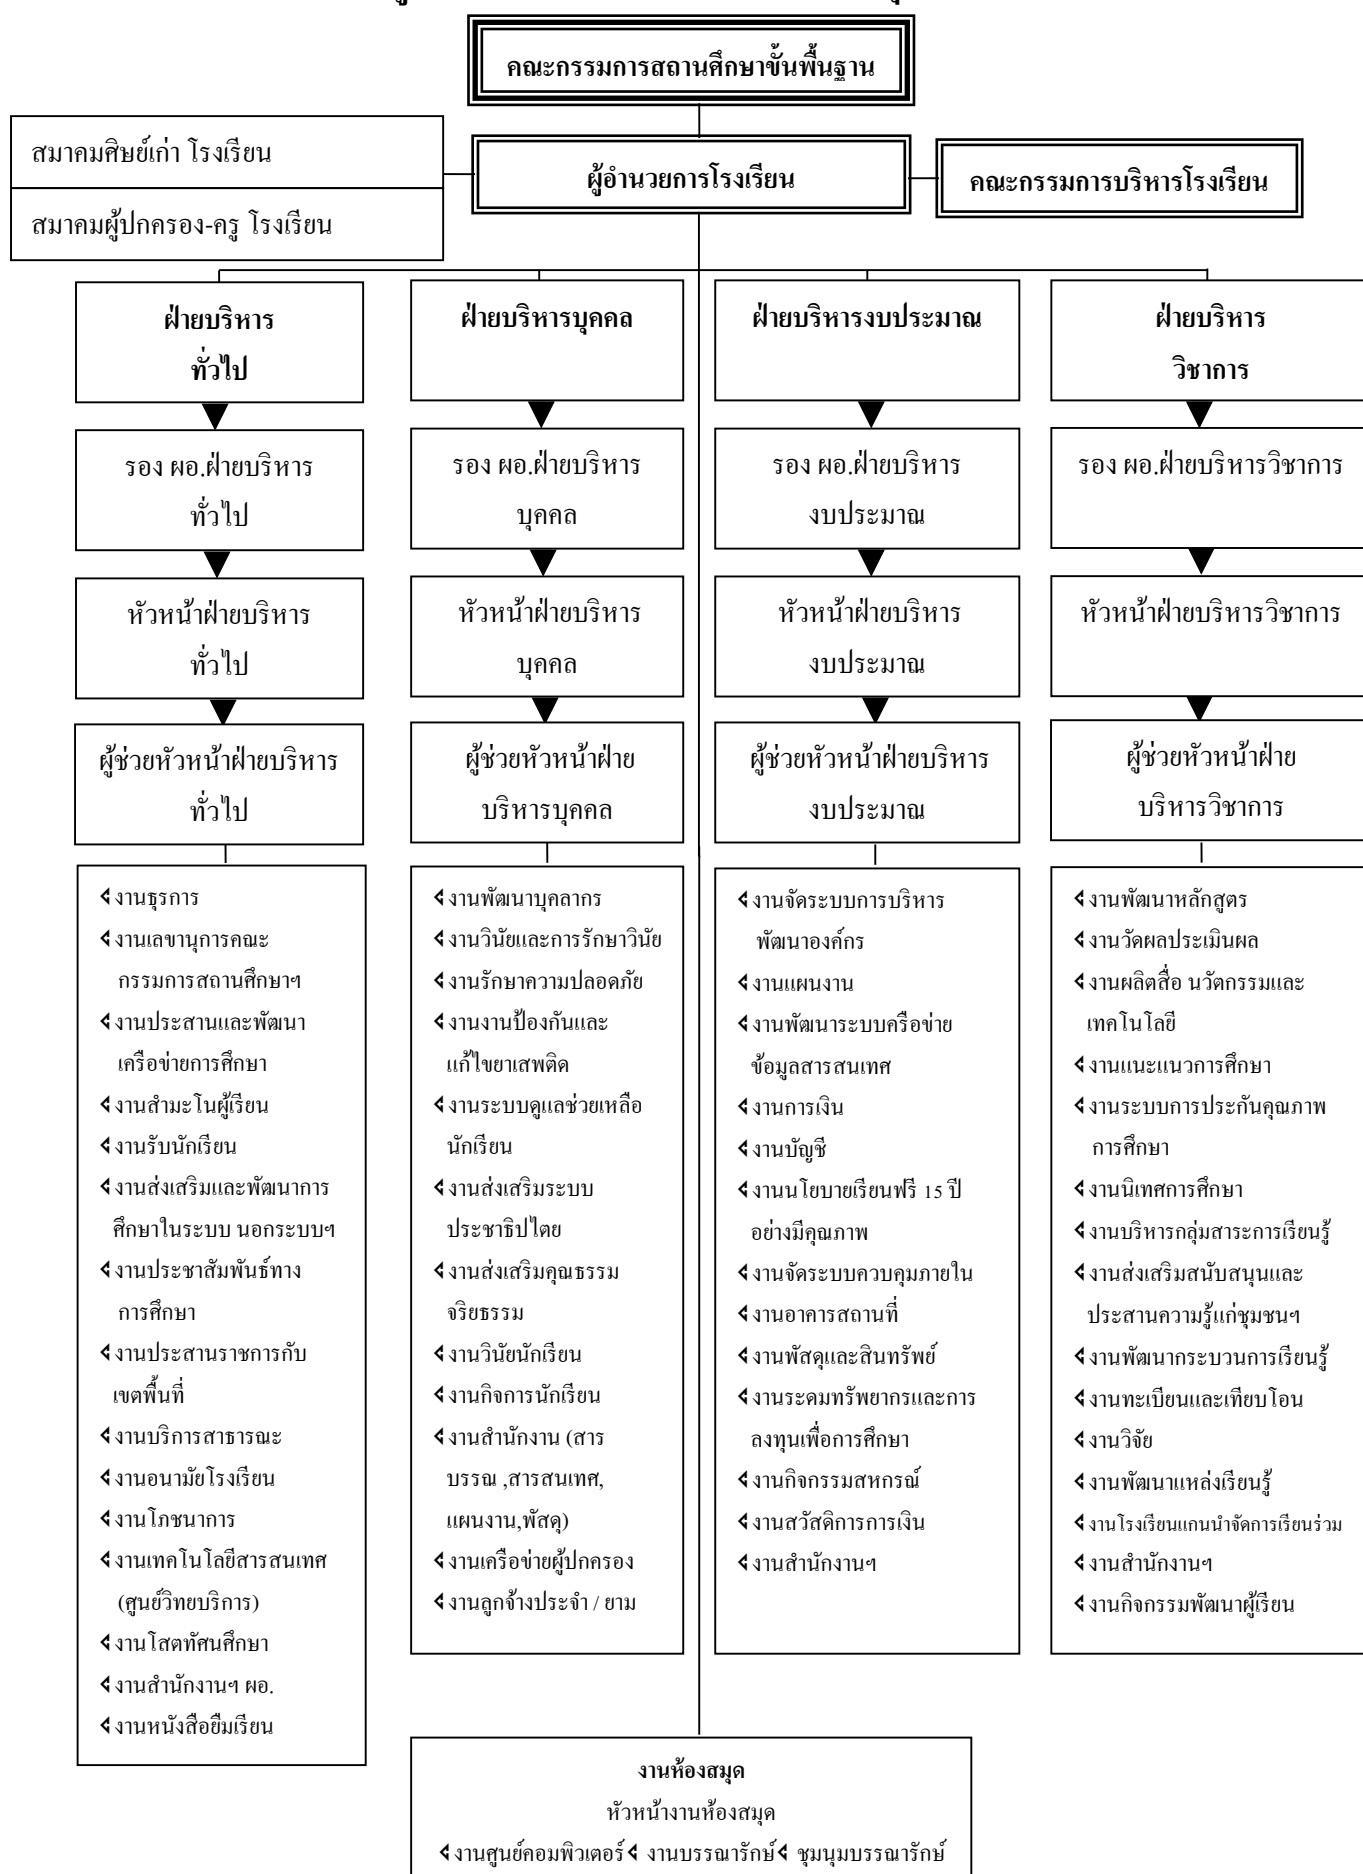 คณะกรรมการสถานศึกษาขั้นพื้นฐาน
สมาคมศิษย์เก่า โรงเรียน
สมาคมผู้ปกครอง-ครู โรงเรียน
ผู้อำนวยการโรงเรียน
คณะกรรมการบริหารโรงเรียน
ฝ่ายบริหาร
ทั่วไป
รอง ผอ.ฝ่ายบริหาร
ทั่วไป
หัวหน้าฝ่ายบริหาร
ทั่วไป
ผู้ช่วยหัวหน้าฝ่ายบริหาร
ทั่วไป
งานธุรการ
งานเลขานุการคณะ
กรรมการสถานศึกษาฯ
งานประสานและพัฒนา
เครือข่ายการศึกษา
งานสำมะโนผู้เรียน
งานรับนักเรียน
งานส่งเสริมและพัฒนาการ
ศึกษาในระบบ นอกระบบฯ
งานประชาสัมพันธ์ทาง
การศึกษา
งานประสานราชการกับ
เขตพื้นที่
งานบริการสาธารณะ
งานอนามัยโรงเรียน
งานโภชนาการ
งานเทคโนโลยีสารสนเทศ
(ศูนย์วิทยบริการ)
งานโสตทัศนศึกษา
งานสำนักงานฯ ผอ.
งานหนังสือยืมเรียน
ฝ่ายบริหารบุคคล
รอง ผอ.ฝ่ายบริหาร
บุคคล
หัวหน้าฝ่ายบริหาร
บุคคล
ผู้ช่วยหัวหน้าฝ่าย
บริหารบุคคล
งานพัฒนาบุคลากร
งานวินัยและการรักษาวินัย
งานรักษาความปลอดภัย
งานงานป้องกันและ
แก้ไขยาเสพติด
งานระบบดูแลช่วยเหลือ
นักเรียน
งานส่งเสริมระบบ
ประชาธิปไตย
งานส่งเสริมคุณธรรม
จริยธรรม
งานวินัยนักเรียน
งานกิจการนักเรียน
งานสำนักงาน (สาร
บรรณ ,สารสนเทศ,
แผนงาน,พัสดุ)
งานเครือข่ายผู้ปกครอง
งานลูกจ้างประจำ / ยาม
ฝ่ายบริหารงบประมาณ
รอง ผอ.ฝ่ายบริหาร
งบประมาณ
หัวหน้าฝ่ายบริหาร
งบประมาณ
ผู้ช่วยหัวหน้าฝ่ายบริหาร
งบประมาณ
งานจัดระบบการบริหาร
พัฒนาองค์กร
งานแผนงาน
งานพัฒนาระบบเครือข่าย
ข้อมูลสารสนเทศ
งานการเงิน
งานบัญชี
งานนโยบายเรียนฟรี 15 ปี
อย่างมีคุณภาพ
งานจัดระบบควบคุมภายใน
งานอาคารสถานที่
งานพัสดุและสินทรัพย์
งานระดมทรัพยากรและการ
ลงทุนเพื่อการศึกษา
งานกิจกรรมสหกรณ์
งานสวัสดิการการเงิน
งานสำนักงานฯ
ฝ่ายบริหาร
วิชาการ
รอง ผอ.ฝ่ายบริหารวิชาการ
หัวหน้าฝ่ายบริหารวิชาการ
ผู้ช่วยหัวหน้าฝ่าย
บริหารวิชาการ
งานพัฒนาหลักสูตร
งานวัดผลประเมินผล
งานผลิตสื่อ นวัตกรรมและ
เทคโนโลยี
งานแนะแนวการศึกษา
งานระบบการประกันคุณภาพ
การศึกษา
งานนิเทศการศึกษา
งานบริหารกลุ่มสาระการเรียนรู้
งานส่งเสริมสนับสนุนและ
ประสานความรู้แก่ชุมชนฯ
งานพัฒนากระบวนการเรียนรู้
งานทะเบียนและเทียบโอน
งานวิจัย
งานพัฒนาแหล่งเรียนรู้
งานโรงเรียนแกนนำจัดการเรียนร่วม
งานสำนักงานฯ
งานกิจกรรมพัฒนาผู้เรียน
งานห้องสมุด
หัวหน้างานห้องสมุด
งานศูนย์คอมพิวเตอร์ งานบรรณารักษ์ ชุมนุมบรรณารักษ์